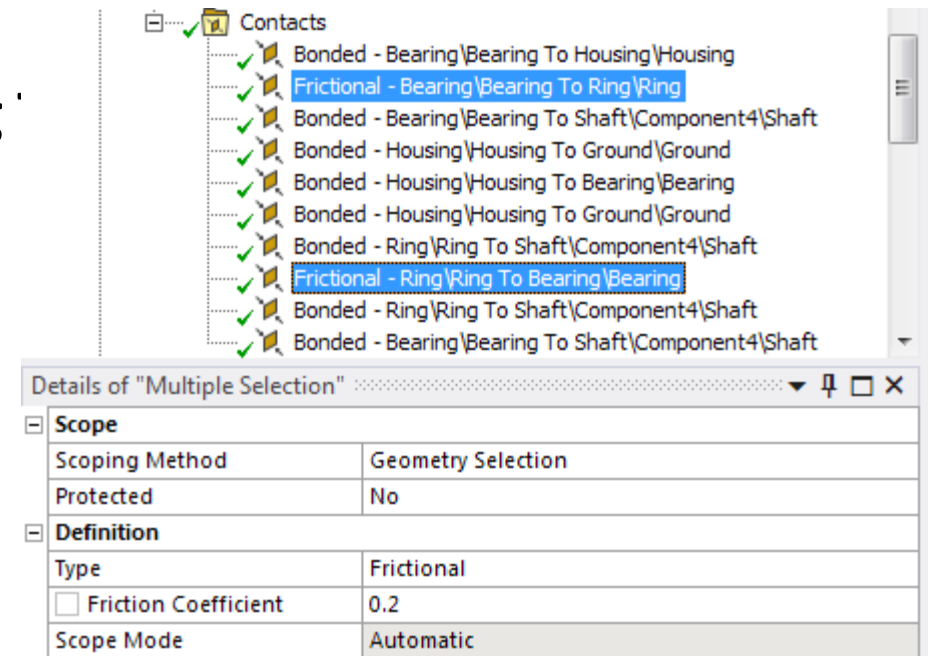 Contacts
Bonded - Bearing\Bearing To Housing\Housing
Frictional - Bearing\Bearing To Ring\Ring
Bonded - Bearing\Bearing To Shaft\Component4\Shaft
Bonded - Housing\Housing To Ground\Ground
Bonded - Housing\Housing To Bearing\Bearing
Bonded - Housing\Housing To Ground\Ground
Bonded - Ring\Ring To Shaft\Component4\Shaft
Frictional - Ring\Ring To Bearing\Bearing
Bonded - Ring\Ring To Shaft\Component4\Shaft
Bonded - Bearing\Bearing To Shaft\Component4\Shaft
Details of "Multiple Selection"
Scope
Scoping Method Geometry Selection
Protected No
Definition
Type Frictional
Friction Coefficient 0.2
Scope Mode Automatic